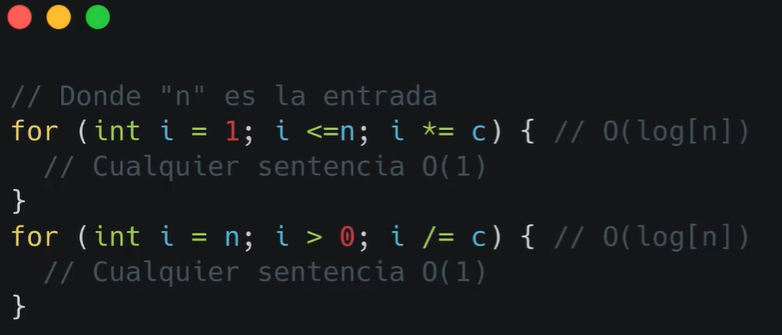 // Donde "n" es la entrada
for (int i = 1; i <=n; i *= c) { // O(log[n])
  // Cualquier sentencia O(1)
}
for (int i = n; i > 0; i /= c) { // O(log[n])
  // Cualquier sentencia O(1)
}